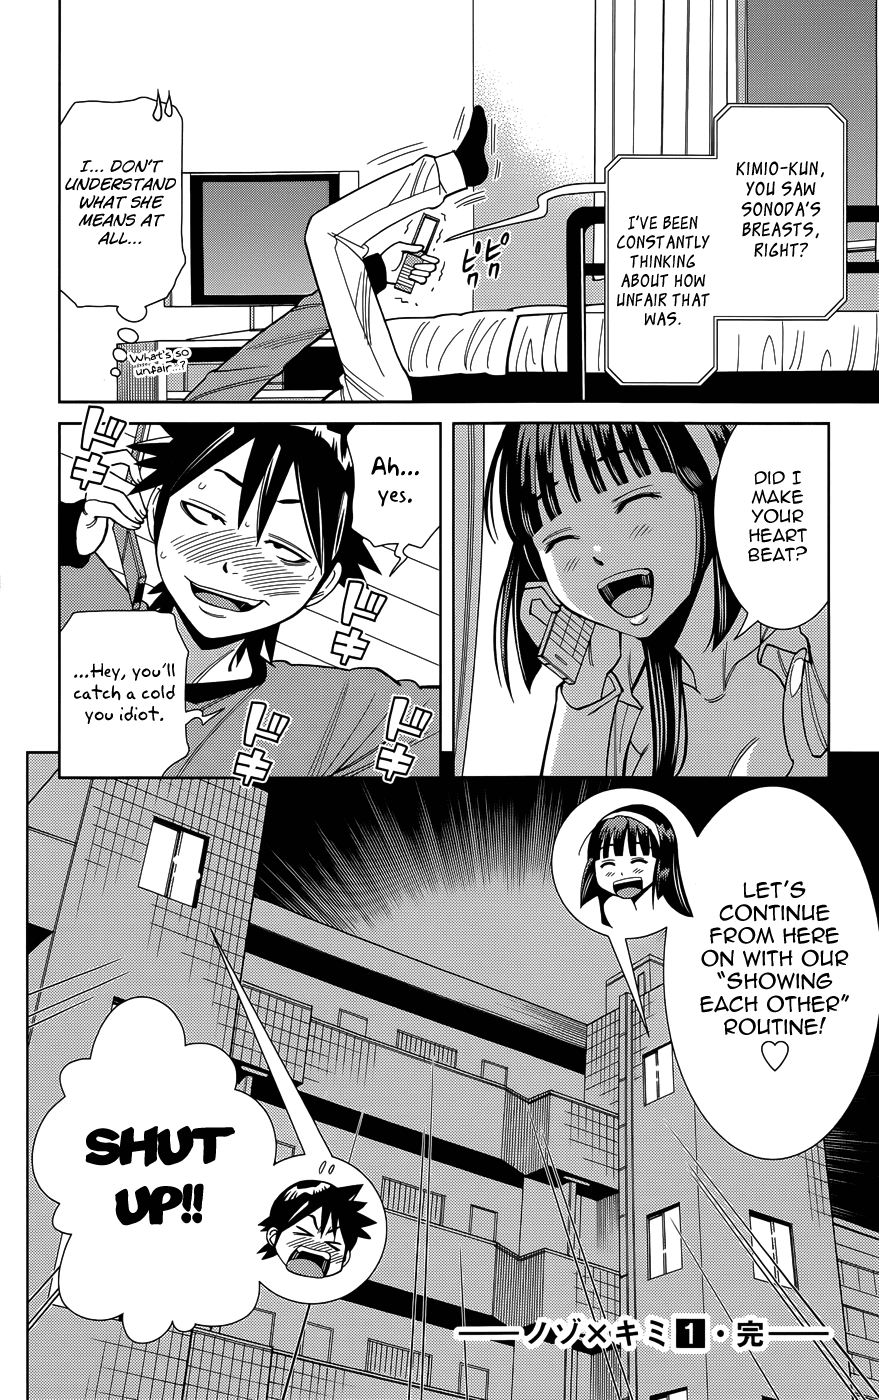 KIMIO-KUN,
YOU SAW
SONODA'S
BREASTS,
RIGHT?
I'VE BEEN
CONSTANTLY
THINKING
ABOUT HOW
UNFAIR THAT
WAS.
ピクピク
I... DON'T
UNDERSTAND
WHAT SHE
MEANS AT
ALL...
What's so
unfair...?
DID I
MAKE
YOUR
HEART
BEAT?
Ah...
yes.
ドキ
ドキ
ドキ
ドキ
...Hey, you'll
catch a cold
you idiot.
LET'S
CONTINUE
FROM HERE
ON WITH OUR
"SHOWING
EACH OTHER"
ROUTINE!
♡
SHUT
UP!!
ノゾ×キミ 1・完